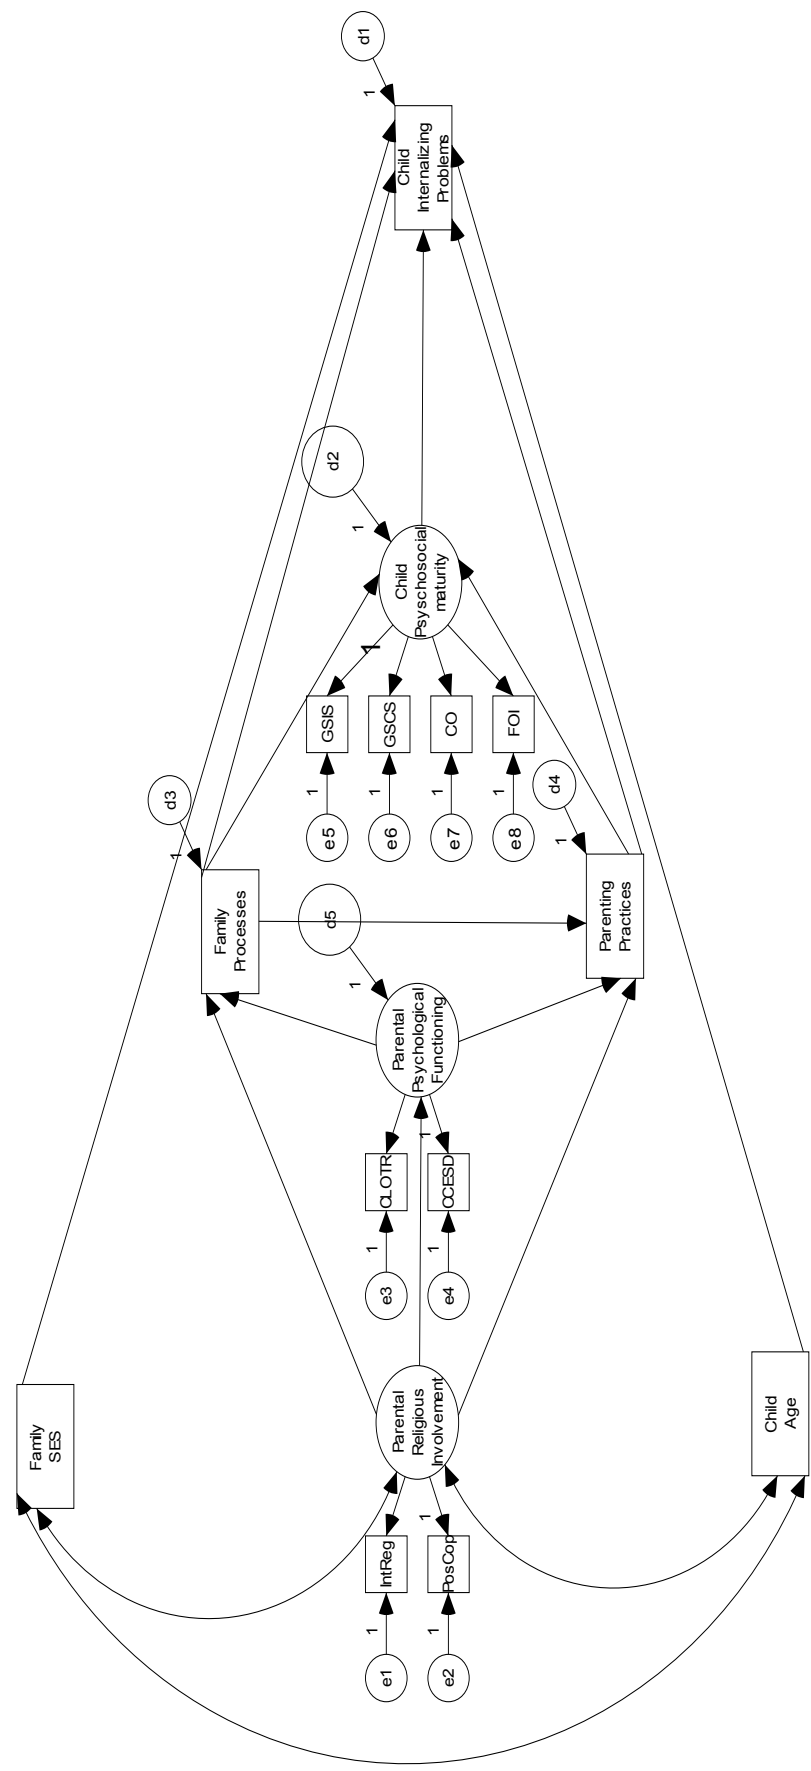 Family
SES
Child
Age
e1
1
IntReg
e2
1
PosCop
1
Parental
Religious
Involvement
e3
1
CLOTR
e4
1
CCESD
1
Parental
Psychological
Functioning
1
d5
Family
Processes
1
d3
Parenting
Practices
1
d4
e5
1
GSIS
1
e6
1
GSCS
e7
1
CO
e8
1
FOI
Child
Psyschosocial
maturity
1
d2
Child
Internalizing
Problems
1
d1